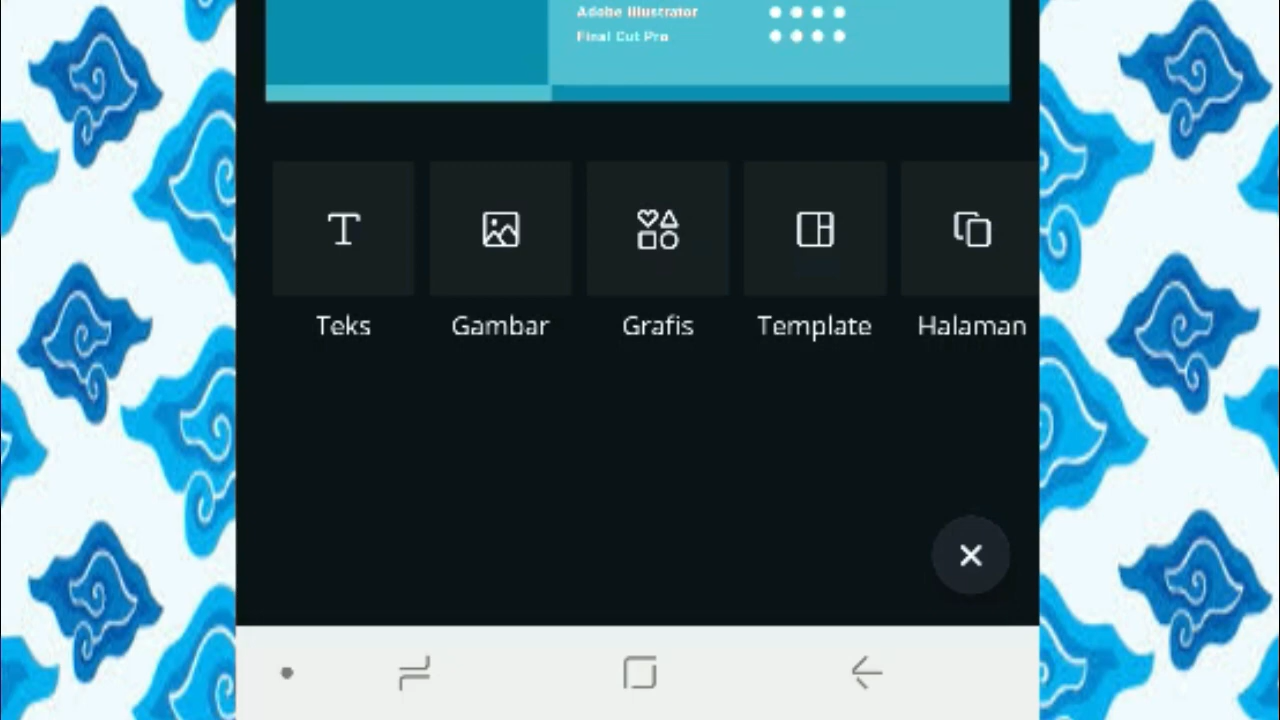 Adobe Illustrator
Final Cut Pro
Teks
Gambar
Grafis
Template
Halaman